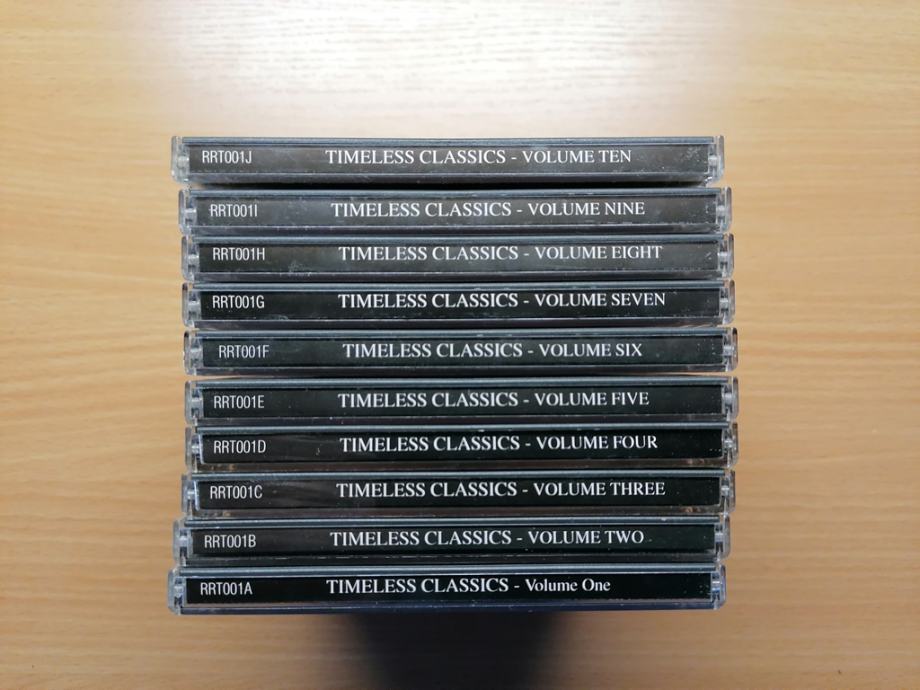 RRT001J TIMELESS CLASSICS - VOLUME TEN
RRT001I TIMELESS CLASSICS - VOLUME NINE
RRT001H TIMELESS CLASSICS - VOLUME EIGHT
RRT001G TIMELESS CLASSICS - VOLUME SEVEN
RRT001F TIMELESS CLASSICS - VOLUME SIX
RRT001E TIMELESS CLASSICS - VOLUME FIVE
RRT001D TIMELESS CLASSICS - VOLUME FOUR
RRT001C TIMELESS CLASSICS - VOLUME THREE
RRT001B TIMELESS CLASSICS - VOLUME TWO
RRT001A TIMELESS CLASSICS - Volume One